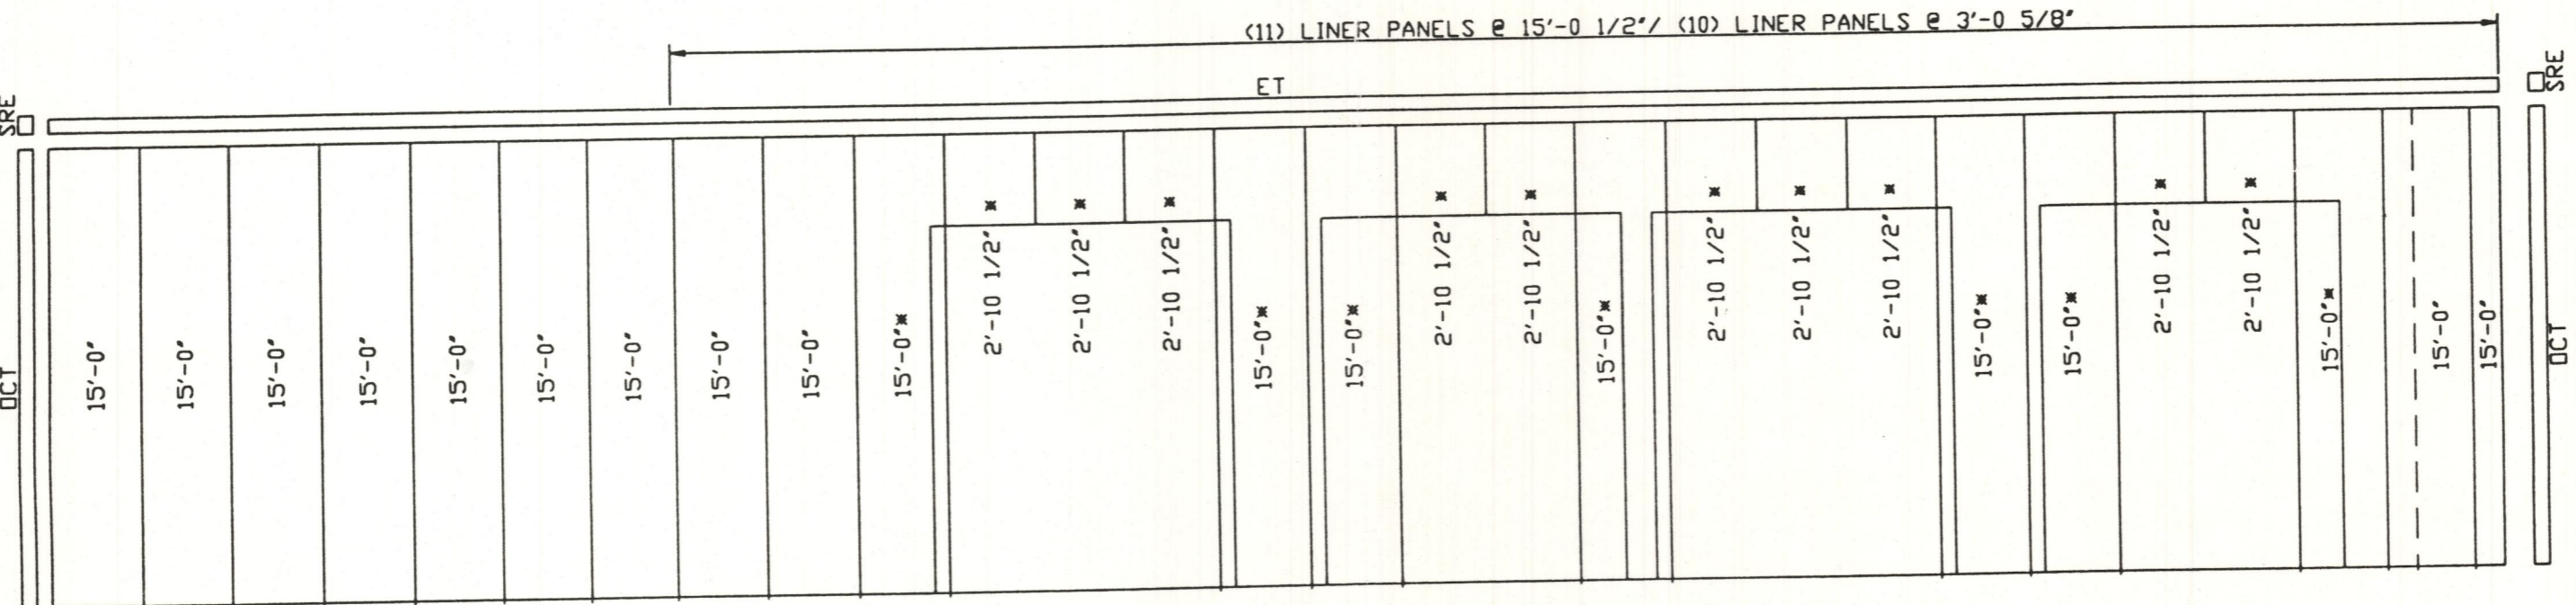 (11) LINER PANELS @ 15'-0 1/2"/ (10) LINER PANELS @ 3'-0 5/8"
ET
SRE
SRE
OCT
15'-0"
15'-0"
15'-0"
15'-0"
15'-0"
15'-0"
15'-0"
15'-0"
15'-0"
15'-0"*
2'-10 1/2" *
2'-10 1/2" *
2'-10 1/2" *
15'-0"*
15'-0"*
2'-10 1/2" *
2'-10 1/2" *
15'-0"*
2'-10 1/2" *
2'-10 1/2" *
2'-10 1/2" *
15'-0"*
15'-0"*
2'-10 1/2" *
2'-10 1/2" *
15'-0"*
15'-0"
15'-0"
OCT